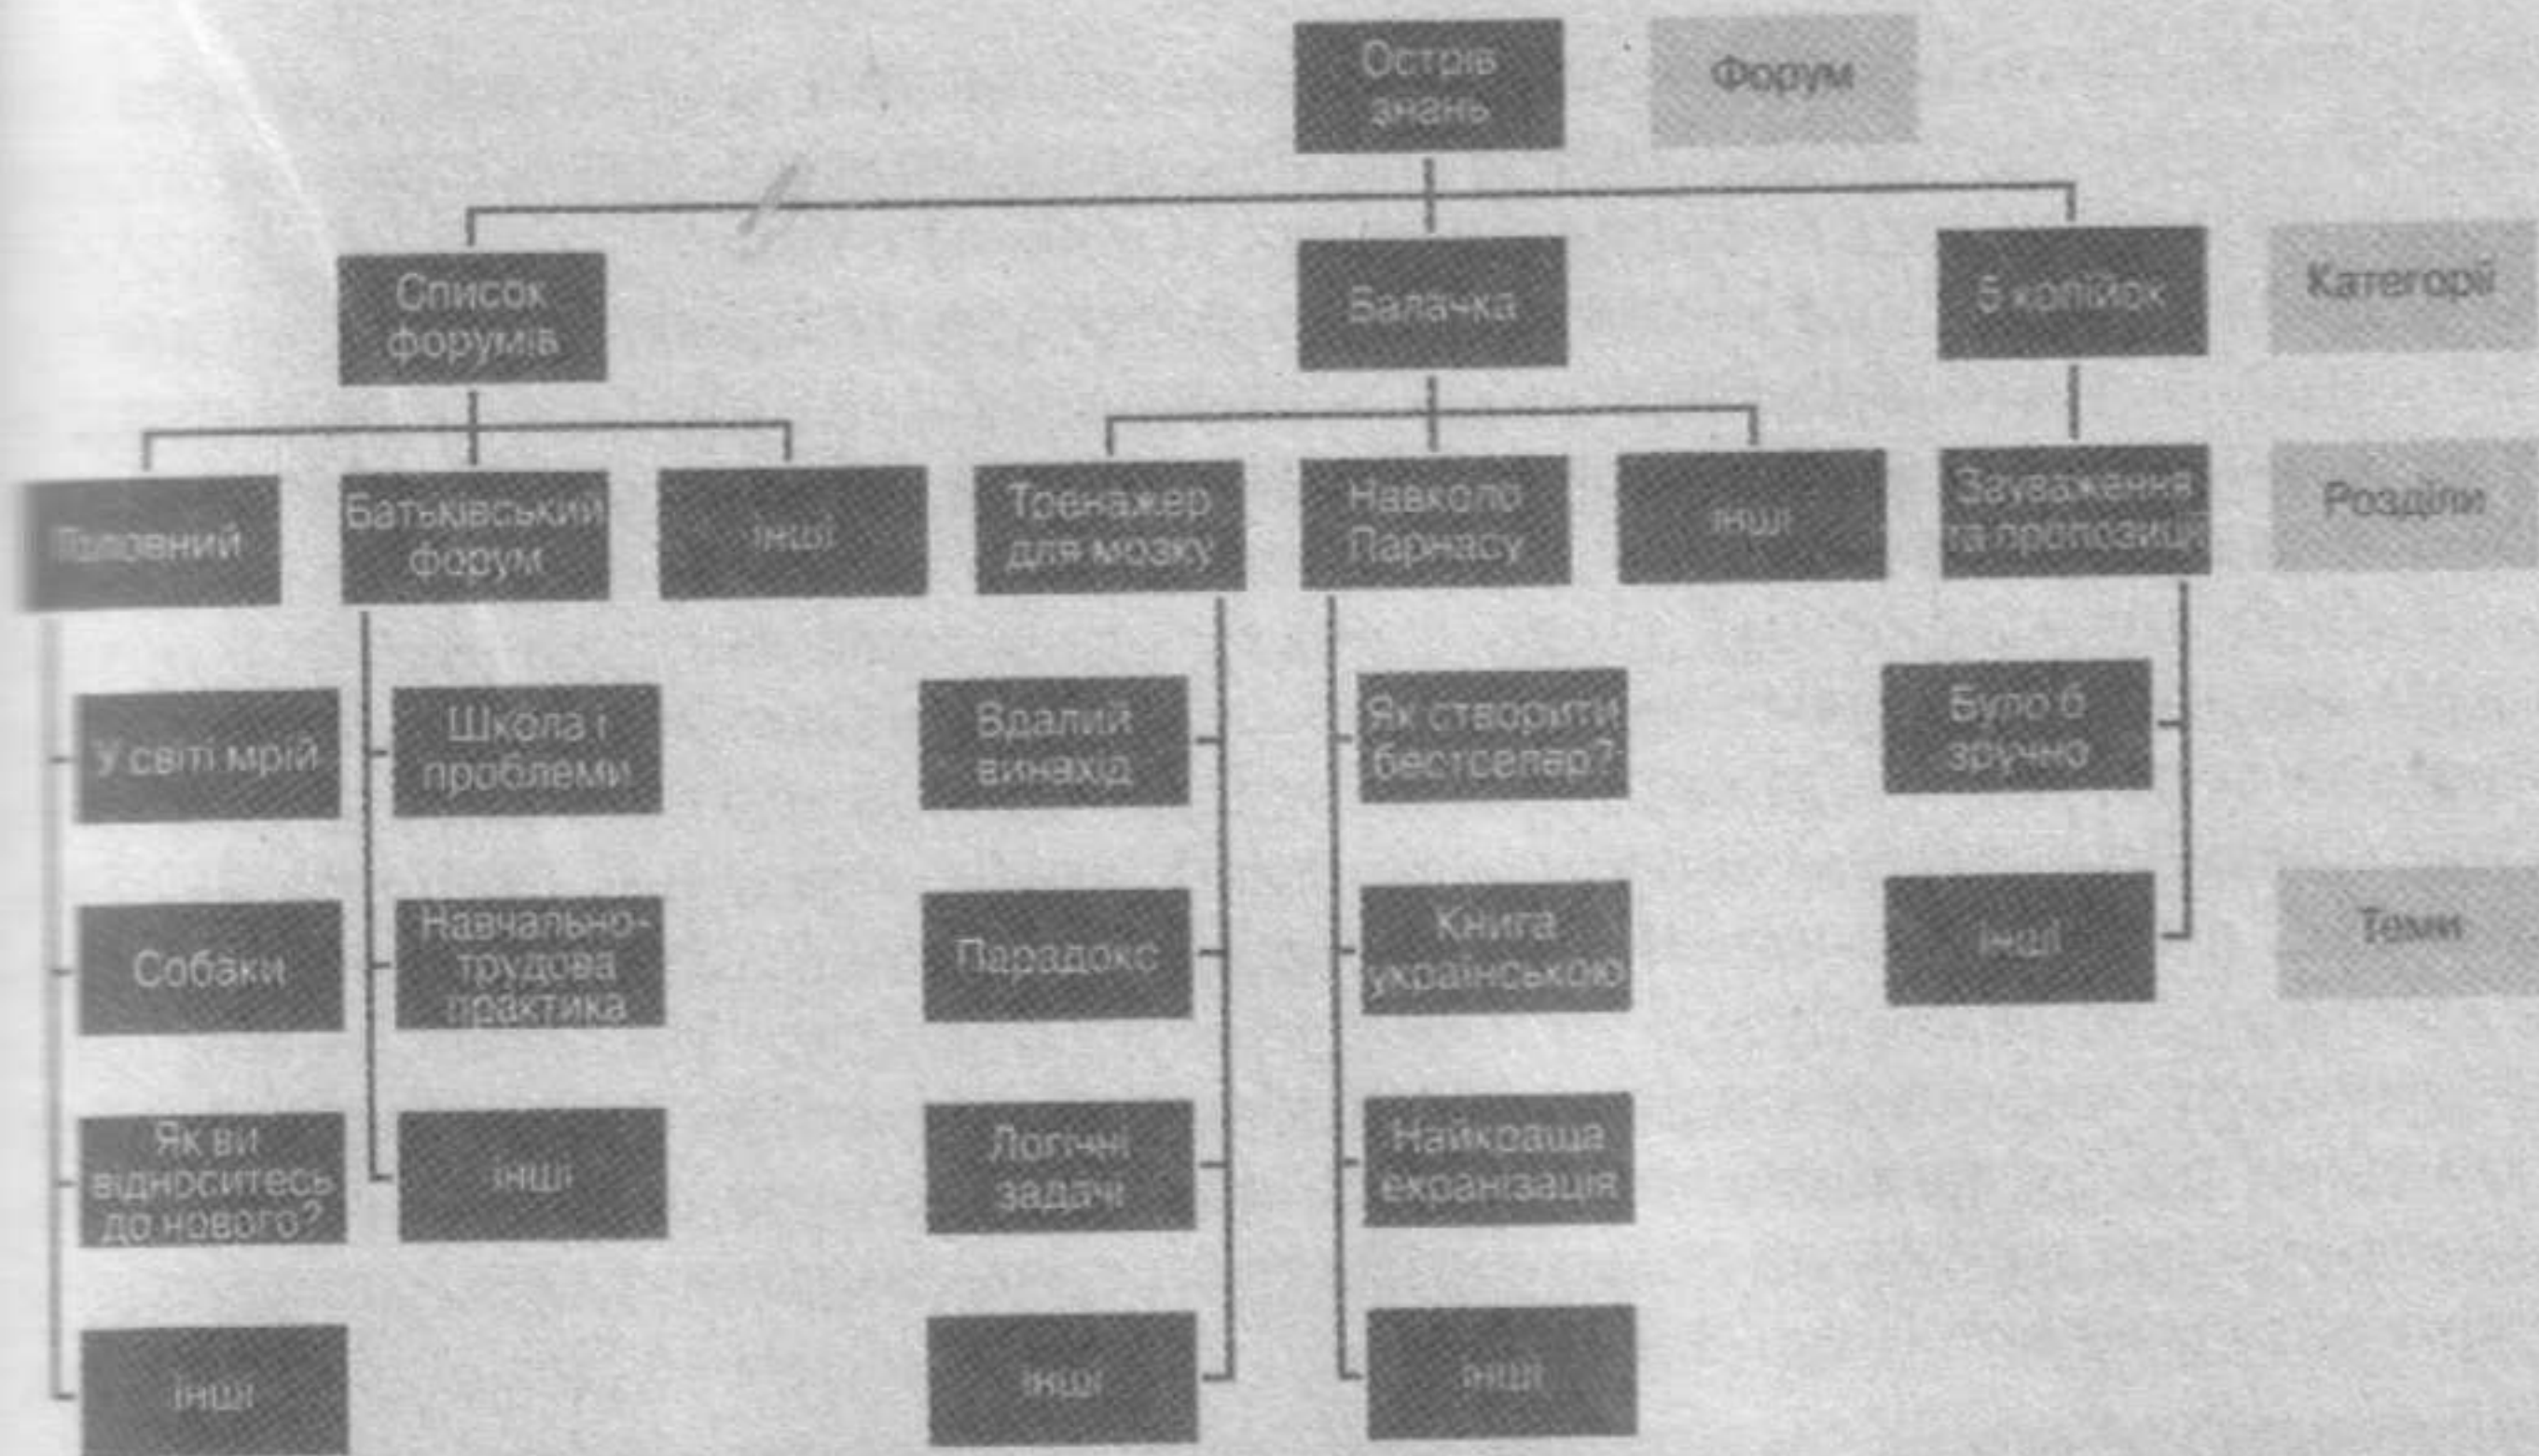 Острів
знань
Форум
Список
форумів
Балачка
5 копійок
Категорії
Головний
Батьківський
форум
інші
Тренажер
для мозку
Навколо
Парнасу
інші
Зауваження
та пропозиції
Розділи
У світі мрій
Школа і
проблеми
Вдалий
винахід
Як створити
бестселер?
Було б
зручно
Собаки
Навчально-
трудова
практика
Парадокс
Книга
українською
інші
Теми
Як ви
відноситесь
до нового?
інші
Логічні
задачі
Найкраща
екранізація
інші
інші
інші